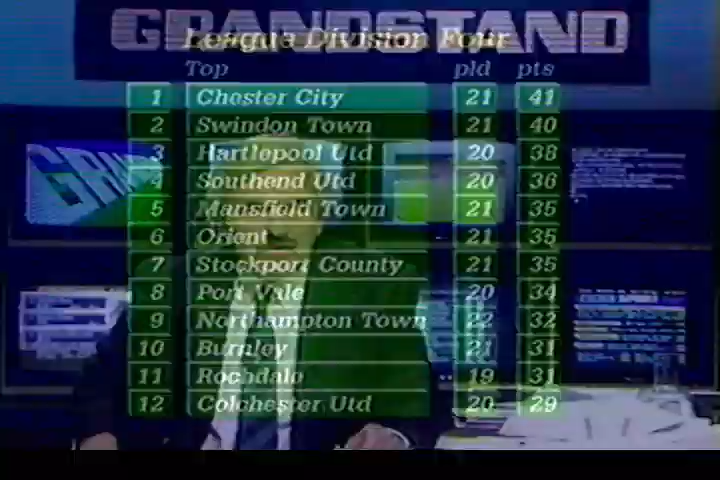 GRANDSTAND
League Division Four
Top pld pts
1 Chester City 21 41
2 Swindon Town 21 40
3 Hartlepool Utd 20 38
4 Southend Utd 20 36
5 Mansfield Town 21 35
6 Orient 21 35
7 Stockport County 21 35
8 Port Vale 20 34
9 Northampton Town 22 32
10 Burnley 21 31
11 Rochdale 19 31
12 Colchester Utd 20 29